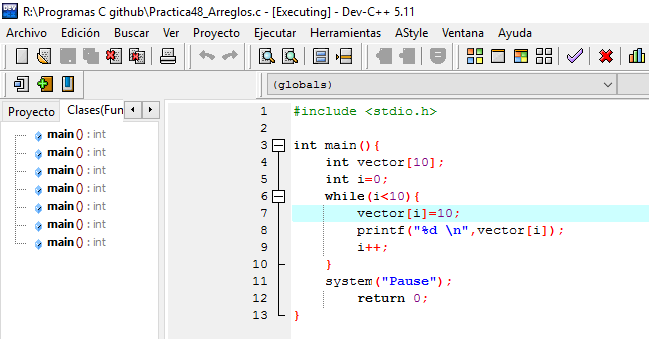 R:\Programas C github\Practica48_Arreglos.c - [Executing] - Dev-C++ 5.11
Archivo Edición Buscar Ver Proyecto Ejecutar Herramientas AStyle Ventana Ayuda
(globals)
Proyecto Clases(Fun
main () : int
main () : int
main () : int
main () : int
main () : int
main () : int
main () : int
1 #include <stdio.h>
2
3 int main(){
4 int vector[10];
5 int i=0;
6 while(i<10){
7 vector[i]=10;
8 printf("%d \n",vector[i]);
9 i++;
10 }
11 system("Pause");
12 return 0;
13 }